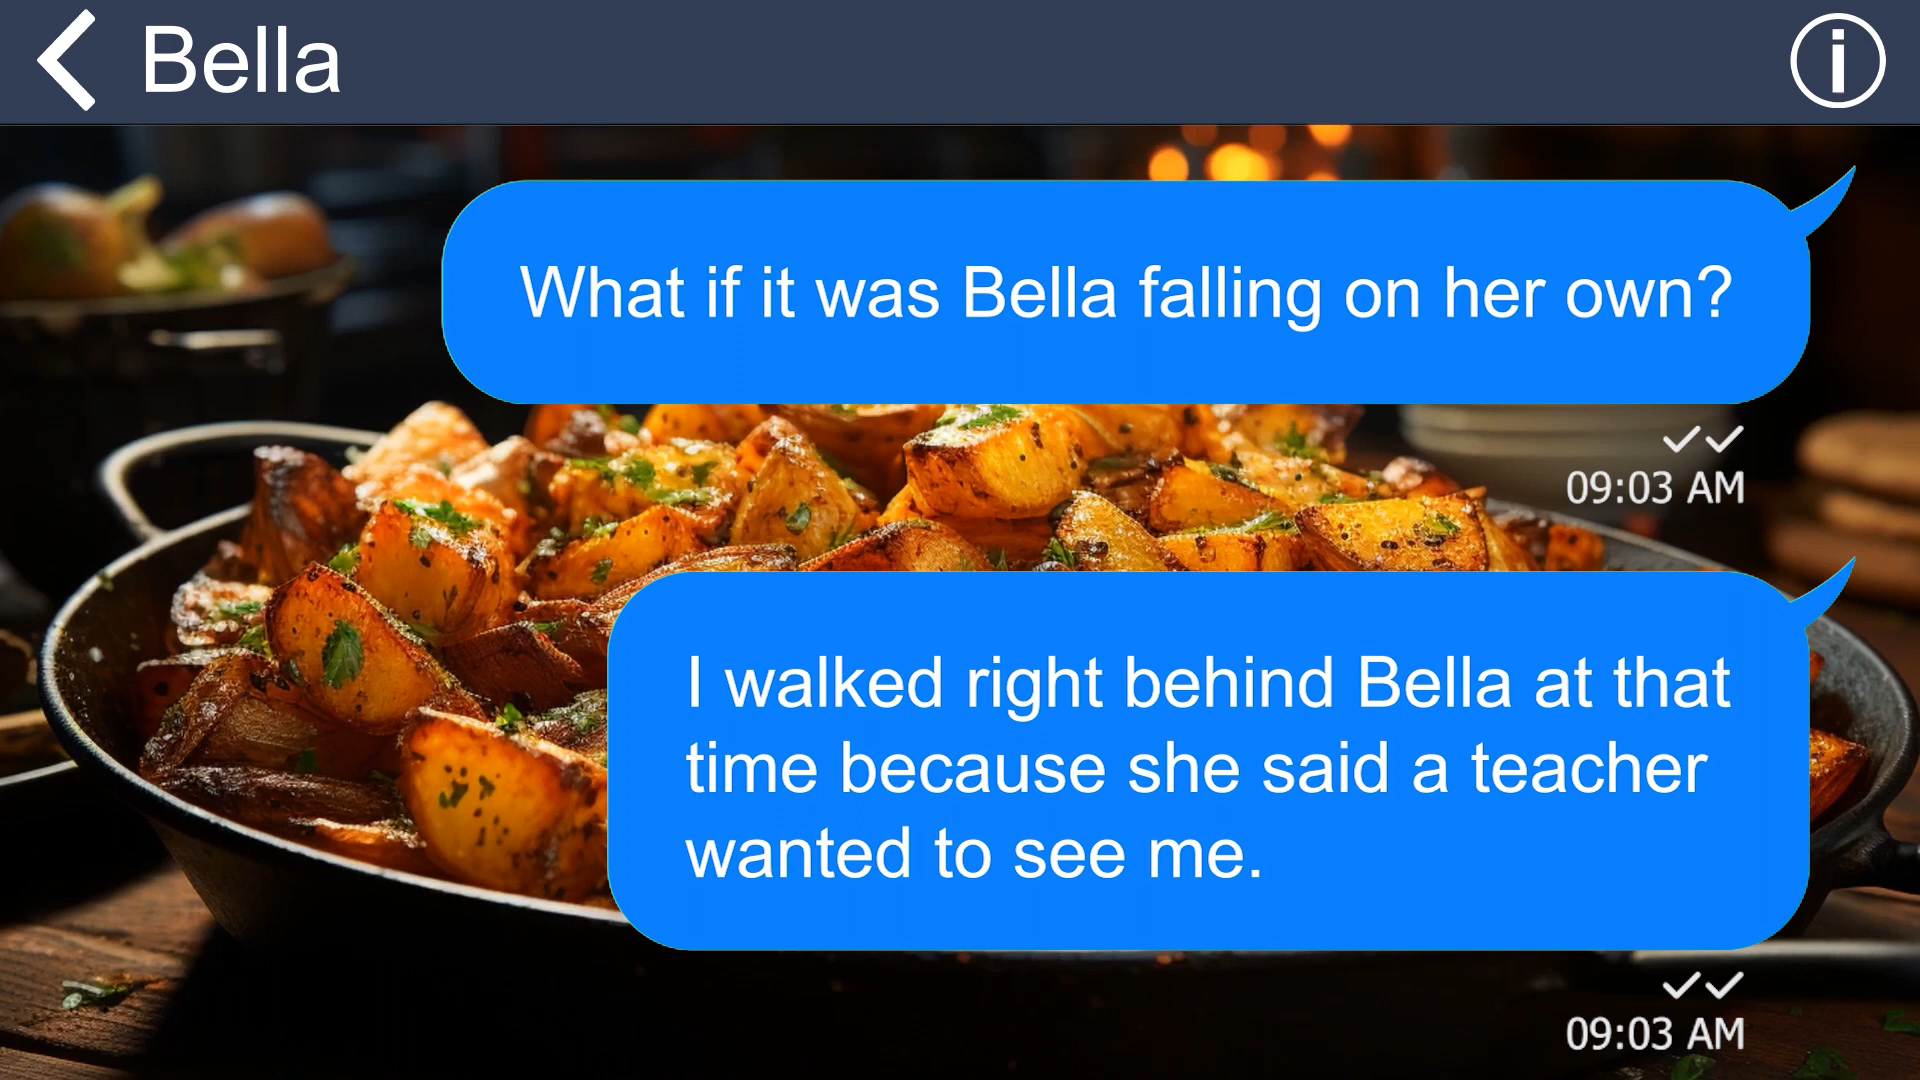 Bella
What if it was Bella falling on her own?
09:03 AM
I walked right behind Bella at that
time because she said a teacher
wanted to see me.
09:03 AM